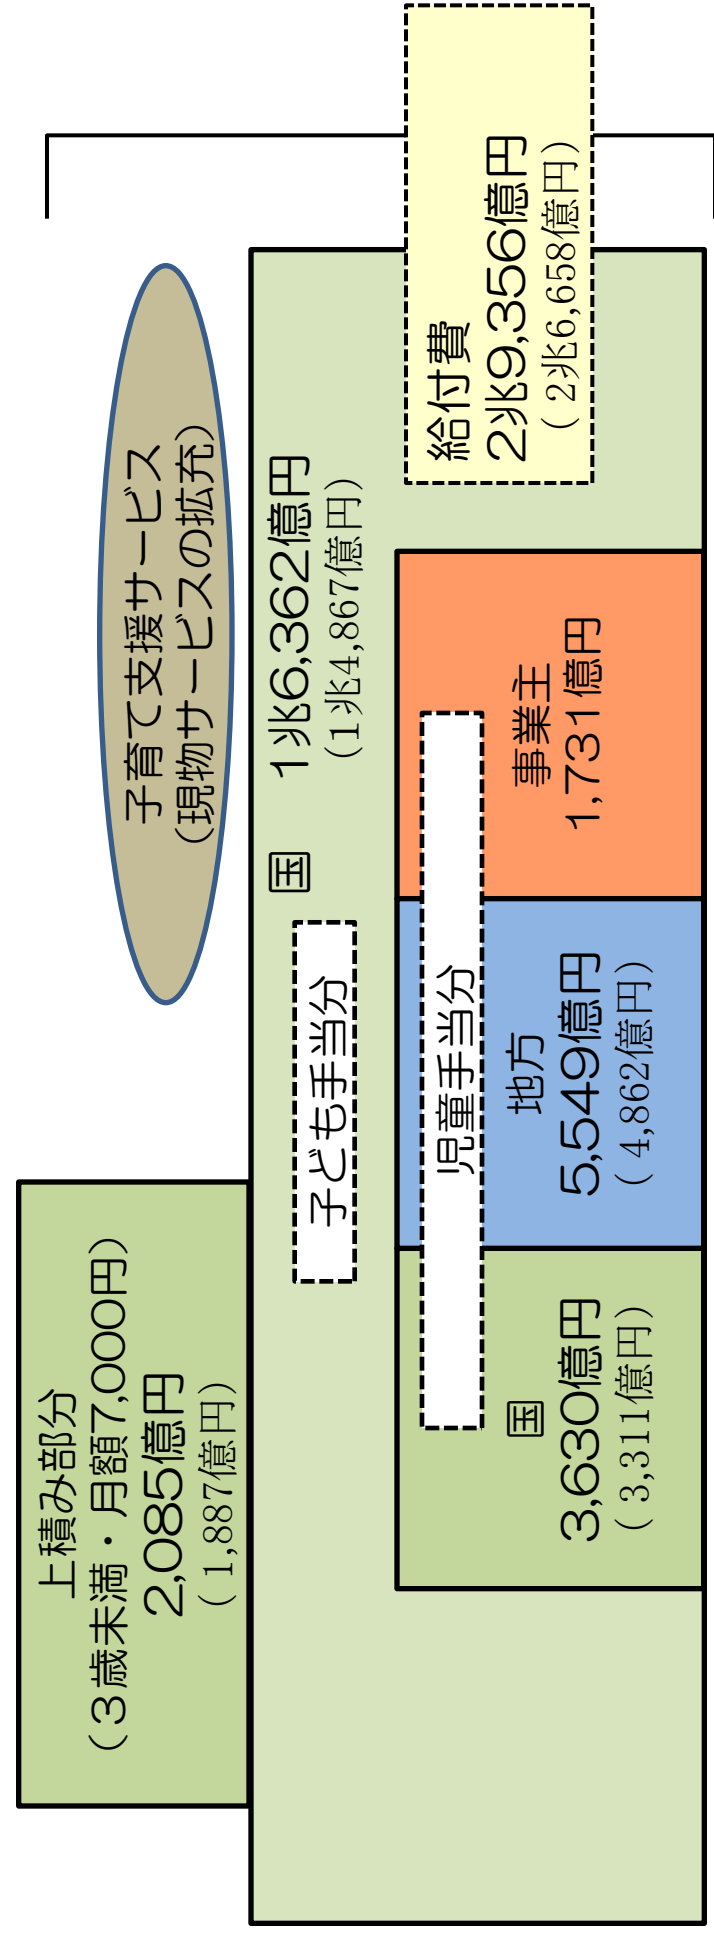 上積み部分
（３歳未満・月額7,000円）
2,085億円
（ 1,887億円）
子育て支援サービス
（現物サービスの拡充）
子ども手当分
国　１兆6,362億円
（１兆4,867億円）
児童手当分
国
3,630億円
（ 3,311億円）
地方
5,549億円
（ 4,862億円）
事業主
1,731億円
給付費
２兆9,356億円
（ ２兆6,658億円）